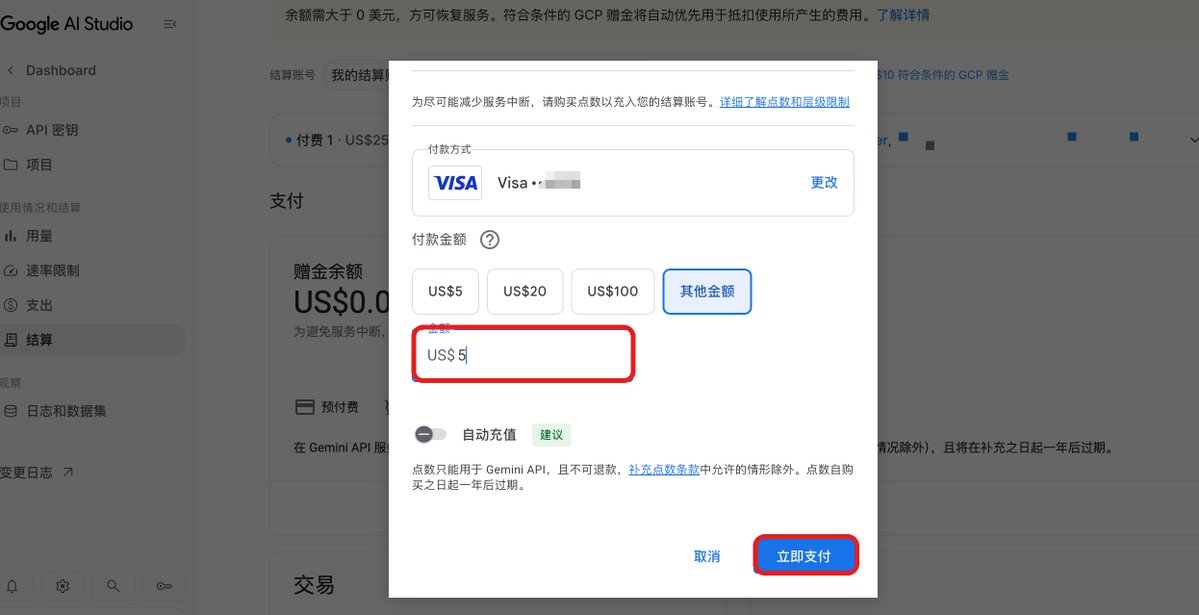 余额需大于 0 美元，方可恢复服务。符合条件的 GCP 赠金将自动优先用于抵扣使用所产生的费用。了解详情
Google AI Studio
Dashboard
项目
API 密钥
项目
使用情况和结算
用量
速率限制
支出
结算
观察
日志和数据集
变更日志
结算账号
我的结算
$10 符合条件的 GCP 赠金
付费 1 · US$25
er,
支付
赠金余额
US$0.0
为避免服务中断，
预付费
在 Gemini API 服
情况除外），且将在补充之日起一年后过期。
交易
为尽可能减少服务中断，请购买点数以充入您的结算账号。详细了解点数和层级限制
付款方式
VISA
Visa ••
更改
付款金额
US$5
US$20
US$100
其他金额
金额
US$ 5
自动充值
建议
点数只能用于 Gemini API，且不可退款，补充点数条款中允许的情形除外。点数自购
买之日起一年后过期。
取消
立即支付